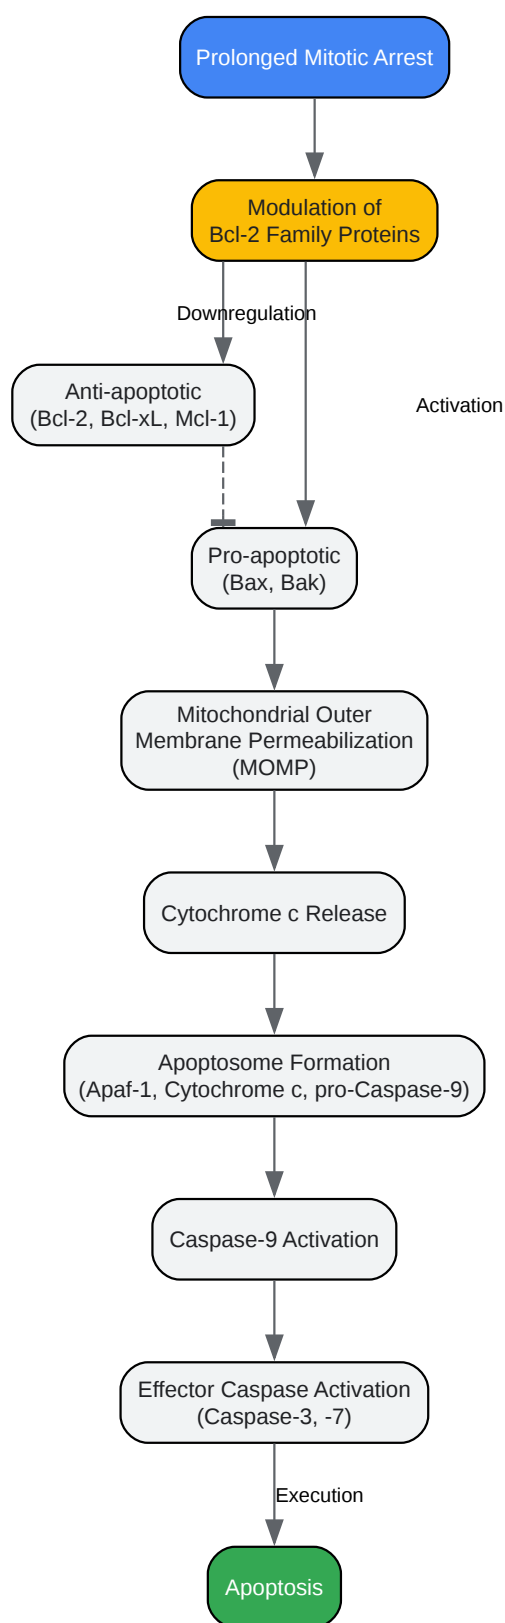 Prolonged Mitotic Arrest
Modulation of
Bcl-2 Family Proteins
Downregulation
Anti-apoptotic
(Bcl-2, Bcl-xL, Mcl-1)
Activation
Pro-apoptotic
(Bax, Bak)
Mitochondrial Outer
Membrane Permeabilization
(MOMP)
Cytochrome c Release
Apoptosome Formation
(Apaf-1, Cytochrome c, pro-Caspase-9)
Caspase-9 Activation
Effector Caspase Activation
(Caspase-3, -7)
Execution
Apoptosis